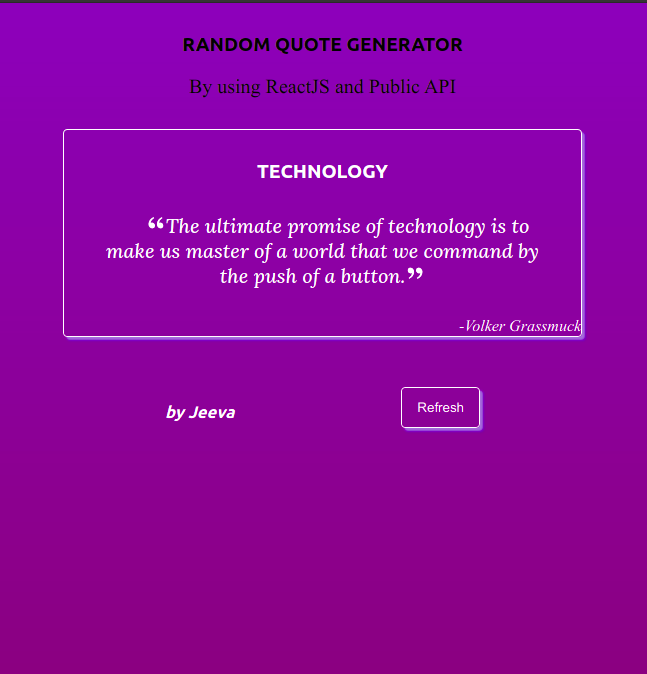 RANDOM QUOTE GENERATOR
By using ReactJS and Public API
TECHNOLOGY
❝The ultimate promise of technology is to
make us master of a world that we command by
the push of a button.❞
-Volker Grassmuck
by Jeeva
Refresh